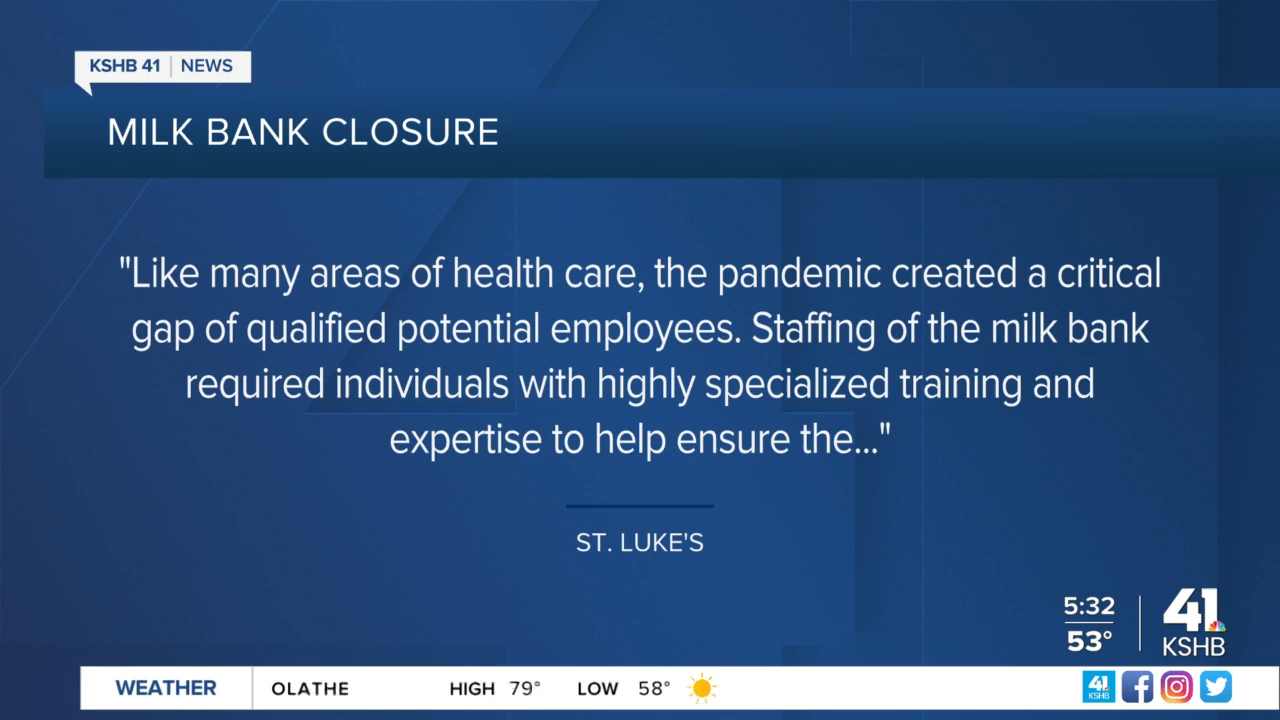 KSHB 41 | NEWS
MILK BANK CLOSURE
"Like many areas of health care, the pandemic created a critical
gap of qualified potential employees. Staffing of the milk bank
required individuals with highly specialized training and
expertise to help ensure the..."
ST. LUKE'S
5:32
53°
41
KSHB
WEATHER OLATHE HIGH 79° LOW 58°
41
KSHB